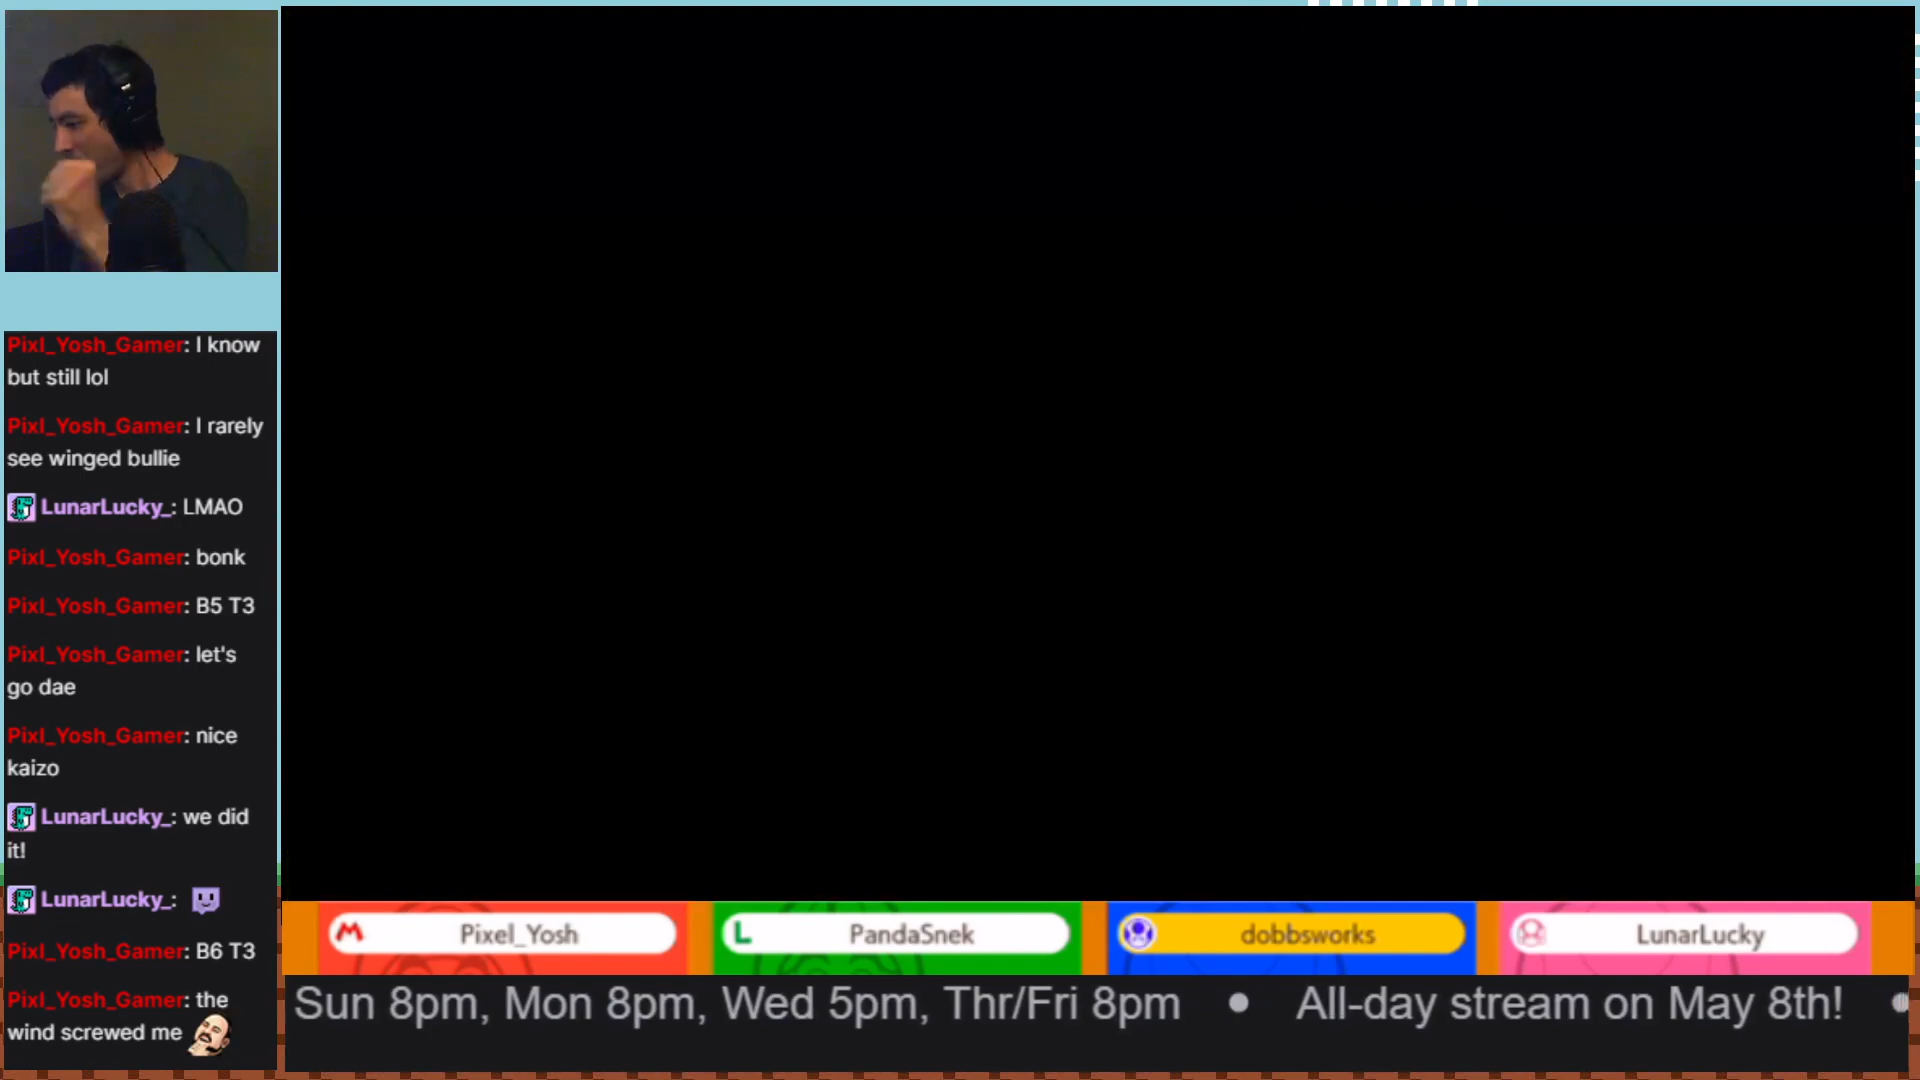 Pixl_Yosh_Gamer: I know
but still lol
Pixl_Yosh_Gamer: I rarely
see winged bullie
LunarLucky_: LMAO
Pixl_Yosh_Gamer: bonk
Pixl_Yosh_Gamer: B5 T3
Pixl_Yosh_Gamer: let's
go dae
Pixl_Yosh_Gamer: nice
kaizo
LunarLucky_: we did
it!
LunarLucky_:
Pixl_Yosh_Gamer: B6 T3
Pixl_Yosh_Gamer: the
wind screwed me
M Pixel_Yosh L PandaSnek dobbsworks LunarLucky
Sun 8pm, Mon 8pm, Wed 5pm, Thr/Fri 8pm • All-day stream on May 8th! •